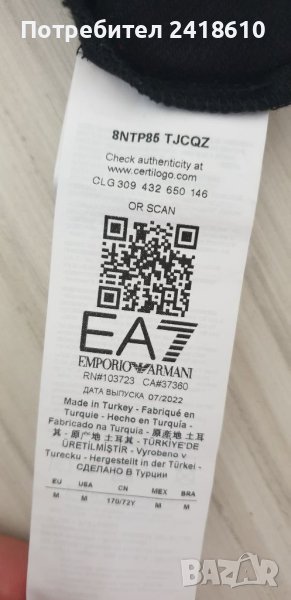 Потребител 2418610
8NTP85 TJCQZ
Check authenticity at
www.certilogo.com
CLG 309 432 650 146
OR SCAN
EA7
EMPORIO ARMANI
RN#103723 CA#37360
ДАТА ВЫПУСКА 07/2022
Made in Turkey - Fabriqué en
Turquie - Hecho en Turquía -
Fabricado na Turquia - 原産地 土耳
其 - 原产地 土耳其 - TÜRKİYE'DE
ÜRETİLMİŞTİR - Vyrobeno v
Turecku - Hergestellt in der Türkei -
СДЕЛАНО В ТУРЦИИ
EU USA CN MEX BRA
M M 170/72Y M M
BAZAR